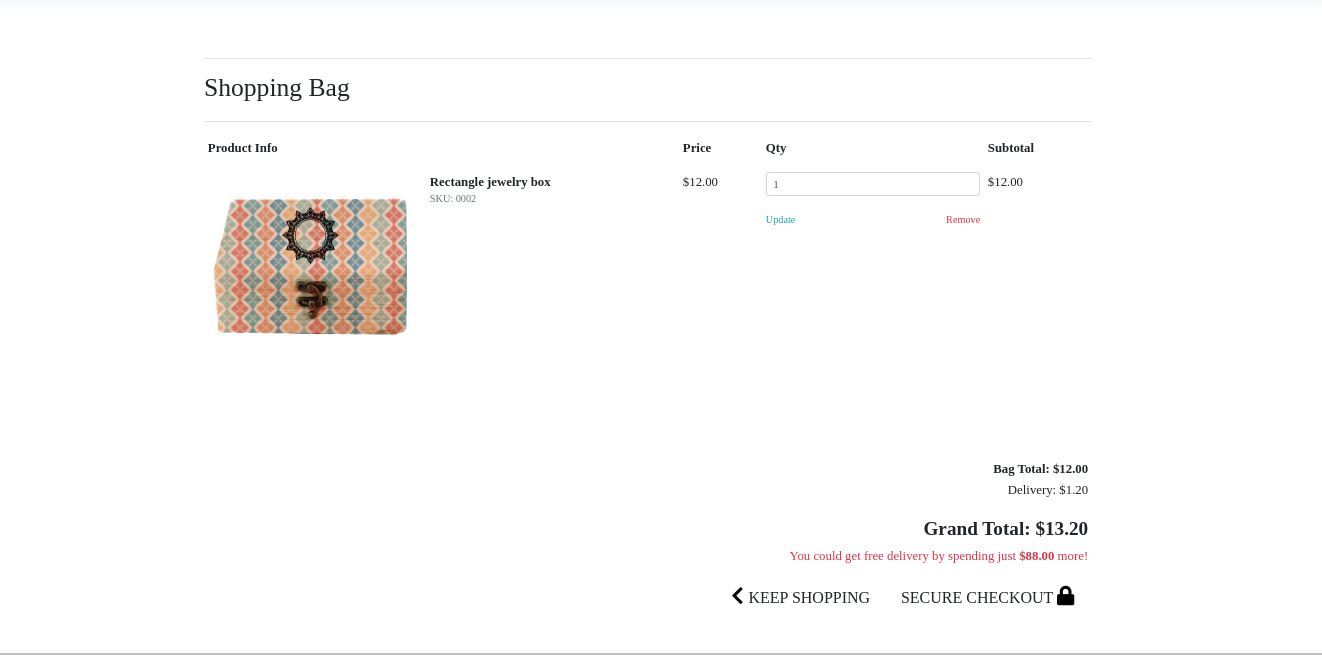 Shopping Bag
Product Info Price Qty Subtotal
Rectangle jewelry box $12.00 1 $12.00
SKU: 0002
Update Remove
Bag Total: $12.00
Delivery: $1.20
Grand Total: $13.20
You could get free delivery by spending just $88.00 more!
KEEP SHOPPING SECURE CHECKOUT